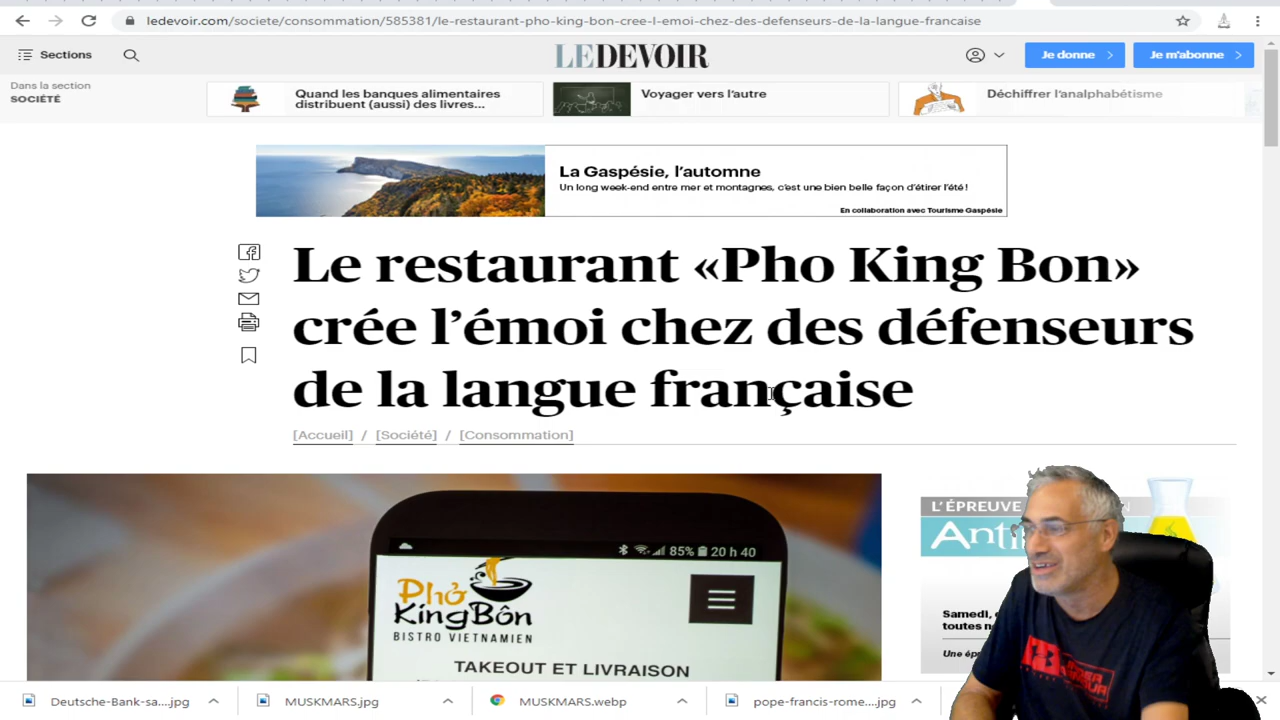 ledevoir.com/societe/consommation/585381/le-restaurant-pho-king-bon-cree-l-emoi-chez-des-defenseurs-de-la-langue-francaise
Sections
LEDEVOIR
Je donne
Je m'abonne
Dans la section
SOCIÉTÉ
Quand les banques alimentaires
distribuent (aussi) des livres...
Voyager vers l'autre
Déchiffrer l'analphabétisme
La Gaspésie, l'automne
Un long week-end entre mer et montagnes, c'est une bien belle façon d'étirer l'été!
En collaboration avec Tourisme Gaspésie
Le restaurant «Pho King Bon»
crée l'émoi chez des défenseurs
de la langue française
[Accueil] / [Société] / [Consommation]
85% 20 h 40
Phở
KingBôn
BISTRO VIETNAMIEN
TAKEOUT ET LIVRAISON
L'ÉPREUVE
N
Anti
Samedi,
toutes n
Une ép
Deutsche-Bank-sa....jpg
MUSKMARS.jpg
MUSKMARS.webp
pope-francis-rome....jpg